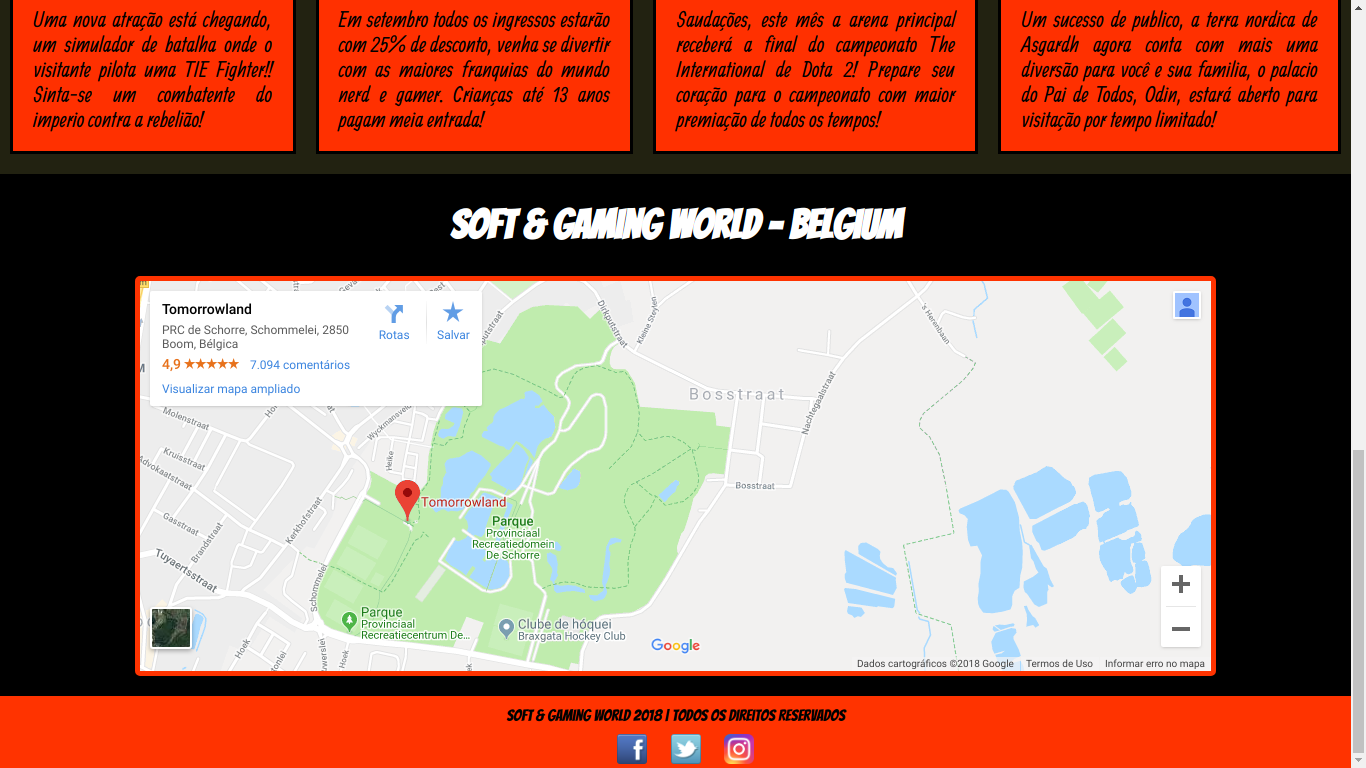 Uma nova atração está chegando,
um simulador de batalha onde o
visitante pilota uma TIE Fighter!!
Sinta-se um combatente do
imperio contra a rebelião!
Em setembro todos os ingressos estarão
com 25% de desconto, venha se divertir
com as maiores franquias do mundo
nerd e gamer. Crianças até 13 anos
pagam meia entrada!
Saudações, este mês a arena principal
receberá a final do campeonato The
International de Dota 2! Prepare seu
coração para o campeonato com maior
premiação de todos os tempos!
Um sucesso de publico, a terra nordica de
Asgardh agora conta com mais uma
diversão para você e sua familia, o palacio
do Pai de Todos, Odin, estará aberto para
visitação por tempo limitado!
SOFT & GAMING WORLD - BELGIUM
Tomorrowland
PRC de Schorre, Schommelei, 2850
Boom, Bélgica
4,9
7.094 comentários
Visualizar mapa ampliado
Rotas
Salvar
Dirkputstraat
Kleine Steylen
's Herenbaan
Bosstraat
Nachtegaalstraat
Molenstraat
Wyckmansveld
Heike
Kruisstraat
Advokaatstraat
Bosstraat
Gasstraat
Brandstraat
Kerkhofstraat
Tomorrowland
Parque
Provinciaal
Recreatiedomein
De Schorre
Tuyaertsstraat
Schommelei
Parque
Provinciaal
Recreatiecentrum De...
Clube de hóquei
Braxgata Hockey Club
Hoek
Hoek
Google
Dados cartográficos ©2018 Google
Termos de Uso
Informar erro no mapa
SOFT & GAMING WORLD 2018 | TODOS OS DIREITOS RESERVADOS